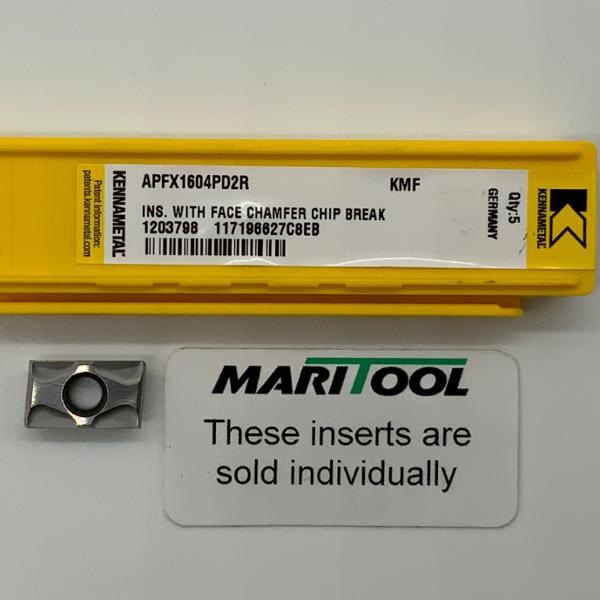 Patent information:
patents.kennametal.com
KENNAMETAL
APFX1604PD2R KMF
INS. WITH FACE CHAMFER CHIP BREAK
1203798 117196627C8EB
Qty:5
GERMANY
KENNAMETAL
MARITOOL
These inserts are
sold individually